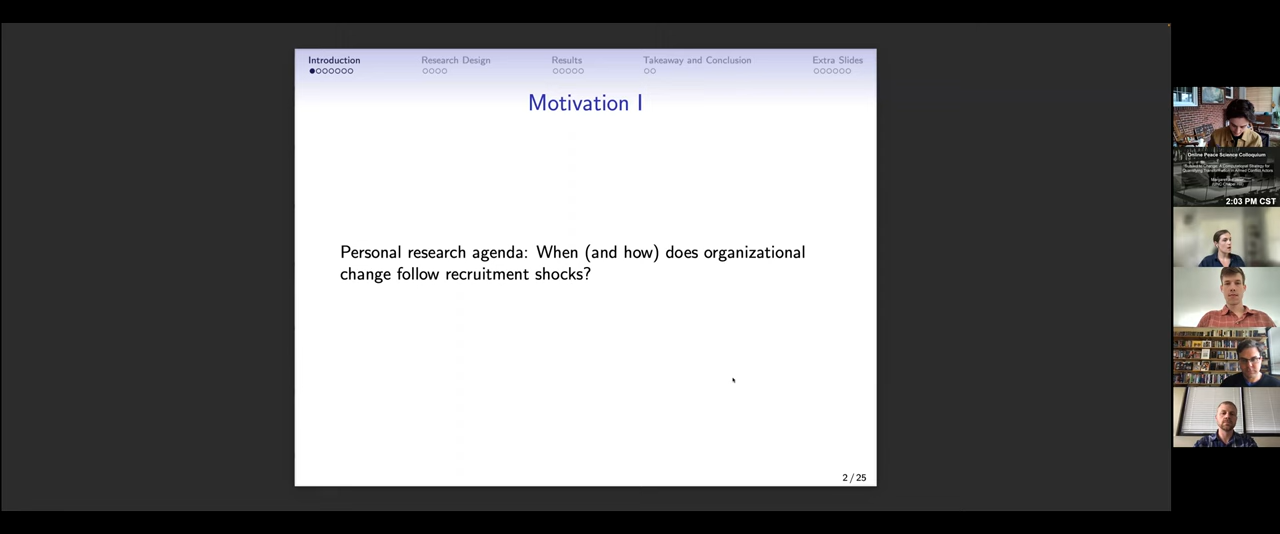 Introduction
Research Design
Results
Takeaway and Conclusion
Extra Slides
Motivation I
Personal research agenda: When (and how) does organizational
change follow recruitment shocks?
2 / 25
Online Peace Science Colloquium
2:03 PM CST